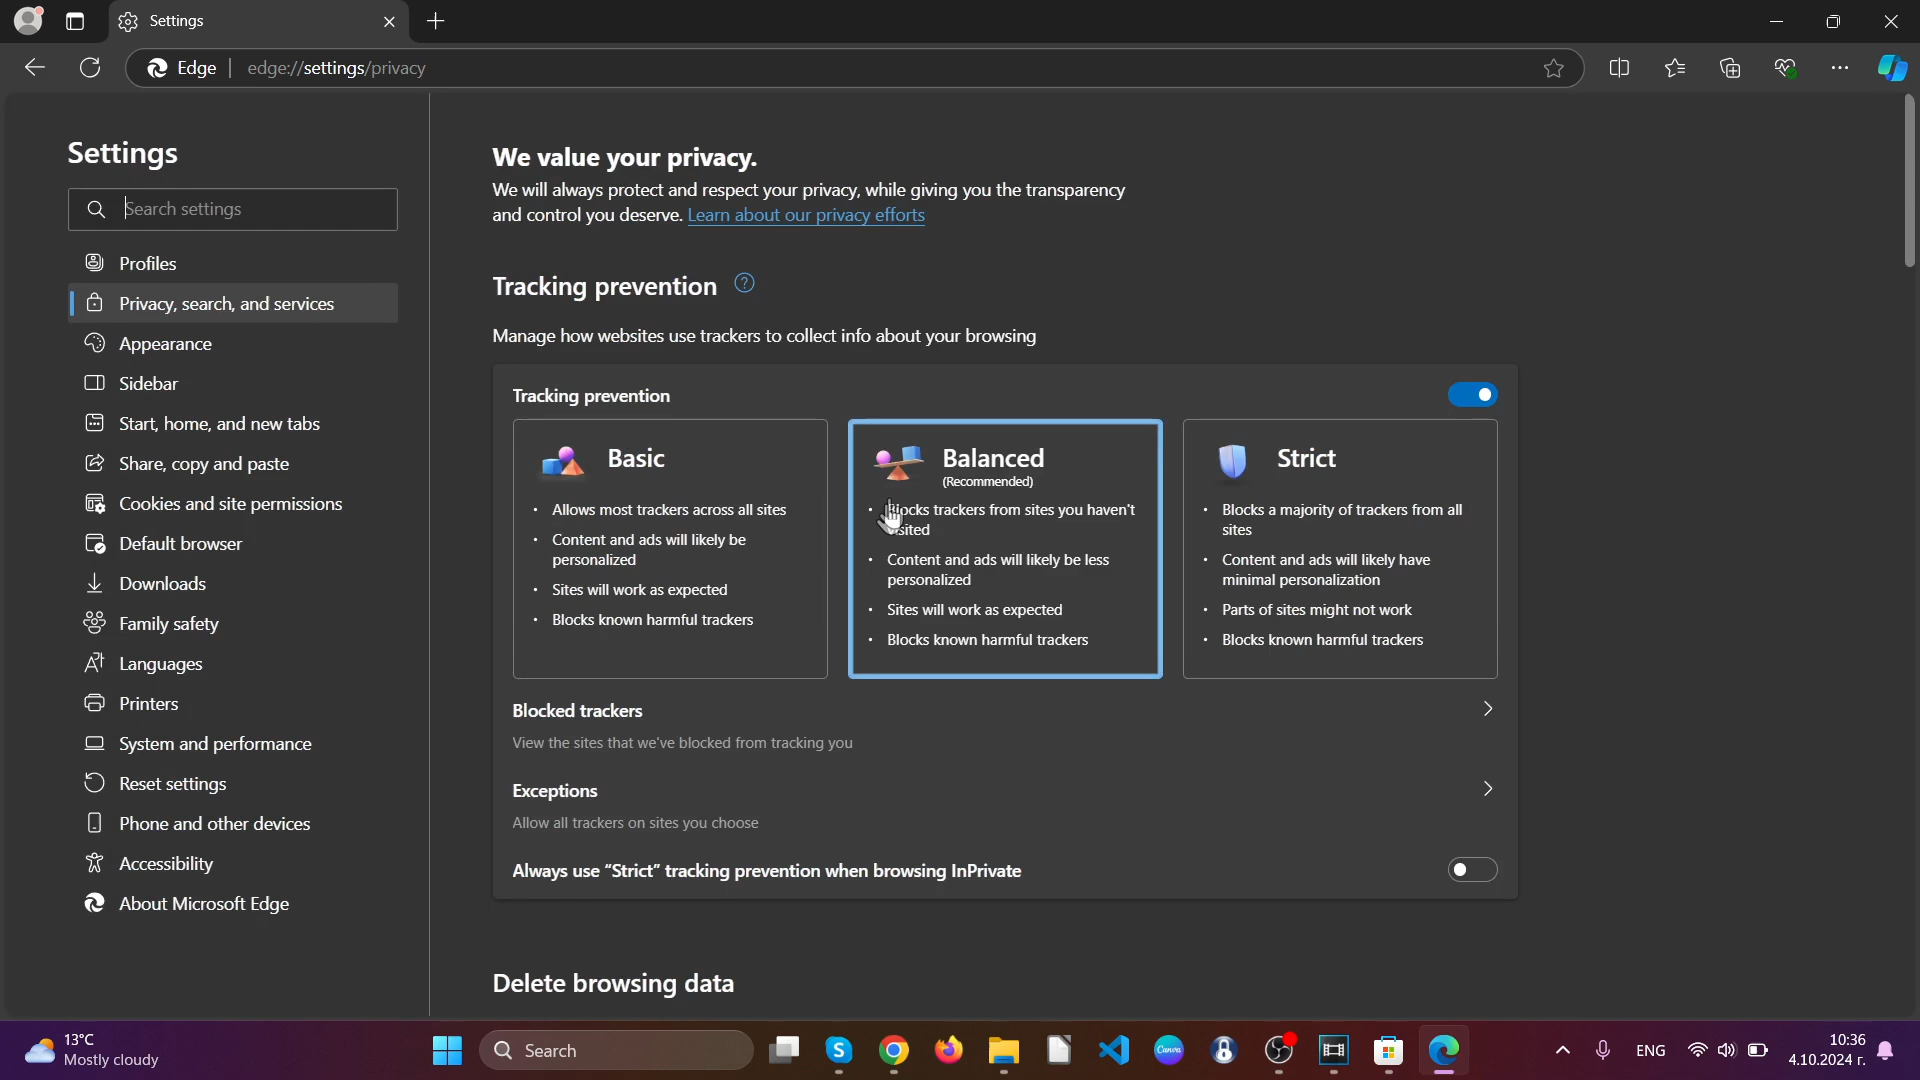 Settings
Edge | edge://settings/privacy
Settings
Search settings
Profiles
Privacy, search, and services
Appearance
Sidebar
Start, home, and new tabs
Share, copy and paste
Cookies and site permissions
Default browser
Downloads
Family safety
Languages
Printers
System and performance
Reset settings
Phone and other devices
Accessibility
About Microsoft Edge
We value your privacy.
We will always protect and respect your privacy, while giving you the transparency
and control you deserve. Learn about our privacy efforts
Tracking prevention
Manage how websites use trackers to collect info about your browsing
Tracking prevention
Basic
• Allows most trackers across all sites
• Content and ads will likely be
personalized
• Sites will work as expected
• Blocks known harmful trackers
Balanced
(Recommended)
• Blocks trackers from sites you haven't
visited
• Content and ads will likely be less
personalized
• Sites will work as expected
• Blocks known harmful trackers
Strict
• Blocks a majority of trackers from all
sites
• Content and ads will likely have
minimal personalization
• Parts of sites might not work
• Blocks known harmful trackers
Blocked trackers
View the sites that we've blocked from tracking you
Exceptions
Allow all trackers on sites you choose
Always use “Strict” tracking prevention when browsing InPrivate
Delete browsing data
13°C
Mostly cloudy
Search
Canva
ENG
10:36
4.10.2024 г.